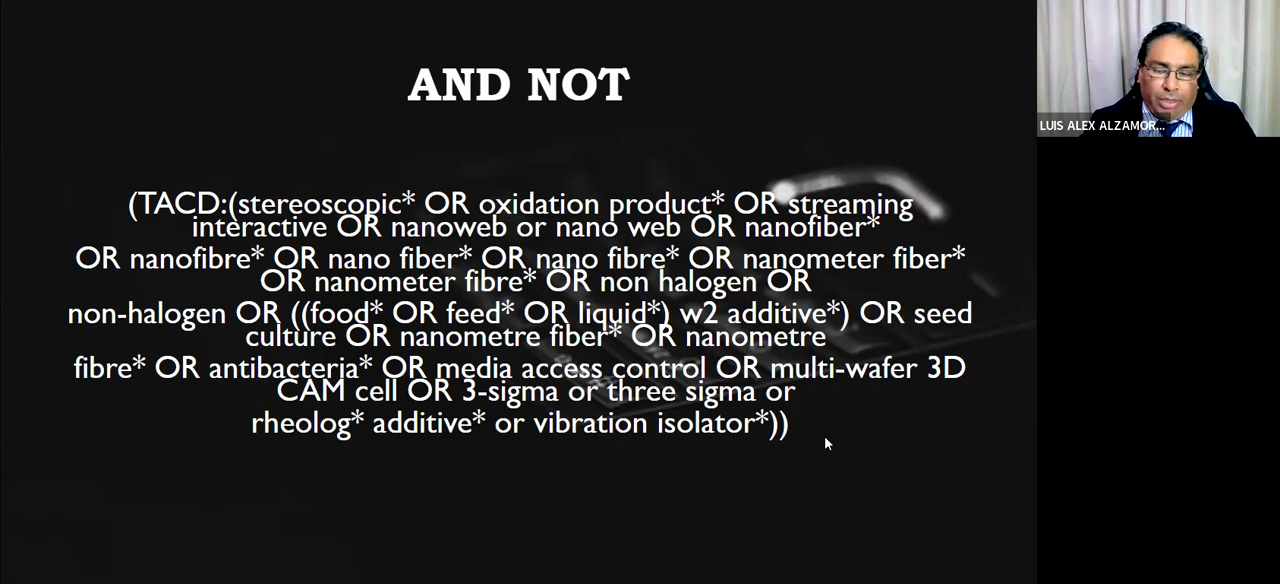 AND NOT
(TACD:(stereoscopic* OR oxidation product* OR streaming
interactive OR nanoweb or nano web OR nanofiber*
OR nanofibre* OR nano fiber* OR nano fibre* OR nanometer fiber*
OR nanometer fibre* OR non halogen OR
non-halogen OR ((food* OR feed* OR liquid*) w2 additive*) OR seed
culture OR nanometre fiber* OR nanometre
fibre* OR antibacteria* OR media access control OR multi-wafer 3D
CAM cell OR 3-sigma or three sigma or
rheolog* additive* or vibration isolator*))
LUIS ALEX ALZAMOR...